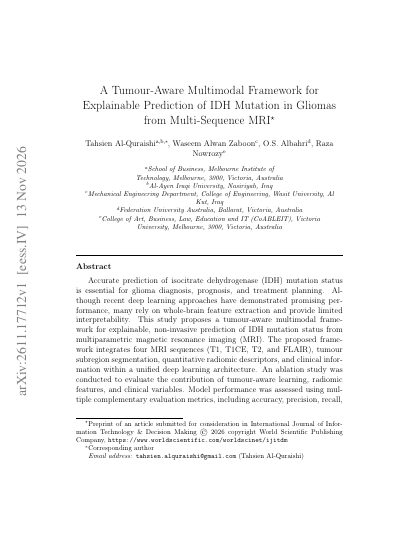 A Tumour-Aware Multimodal Framework for
Explainable Prediction of IDH Mutation in Gliomas
from Multi-Sequence MRI⋆
Tahsien Al-Quraishia,b,∗, Waseem Alwan Zaboonc, O.S. Albahrid, Raza
Nowrozye
aSchool of Business, Melbourne Institute of
Technology, Melbourne, 3000, Victoria, Australia
bAl-Ayen Iraqi University, Nasiriyah, Iraq
cMechanical Engineering Department, College of Engineering, Wasit University, Al
Kut, Iraq
dFederation University Australia, Ballarat, Victoria, Australia
eCollege of Art, Business, Law, Education and IT (CoABLEIT), Victoria
University, Melbourne, 3000, Victoria, Australia
Abstract
Accurate prediction of isocitrate dehydrogenase (IDH) mutation status
is essential for glioma diagnosis, prognosis, and treatment planning. Al-
though recent deep learning approaches have demonstrated promising per-
formance, many rely on whole-brain feature extraction and provide limited
interpretability. This study proposes a tumour-aware multimodal frame-
work for explainable, non-invasive prediction of IDH mutation status from
multiparametric magnetic resonance imaging (MRI). The proposed frame-
work integrates four MRI sequences (T1, T1CE, T2, and FLAIR), tumour
subregion segmentation, quantitative radiomic descriptors, and clinical infor-
mation within a unified deep learning architecture. An ablation study was
conducted to evaluate the contribution of tumour-aware learning, radiomic
features, and clinical variables. Model performance was assessed using mul-
tiple complementary evaluation metrics, including accuracy, precision, recall,
⋆Preprint of an article submitted for consideration in International Journal of Infor-
mation Technology & Decision Making © 2026 copyright World Scientific Publishing
Company, https://www.worldscientific.com/worldscinet/ijitdm
∗Corresponding author
Email address: tahsien.alquraishi@gmail.com (Tahsien Al-Quraishi)
arXiv:2611.17712v1 [eess.IV] 13 Nov 2026